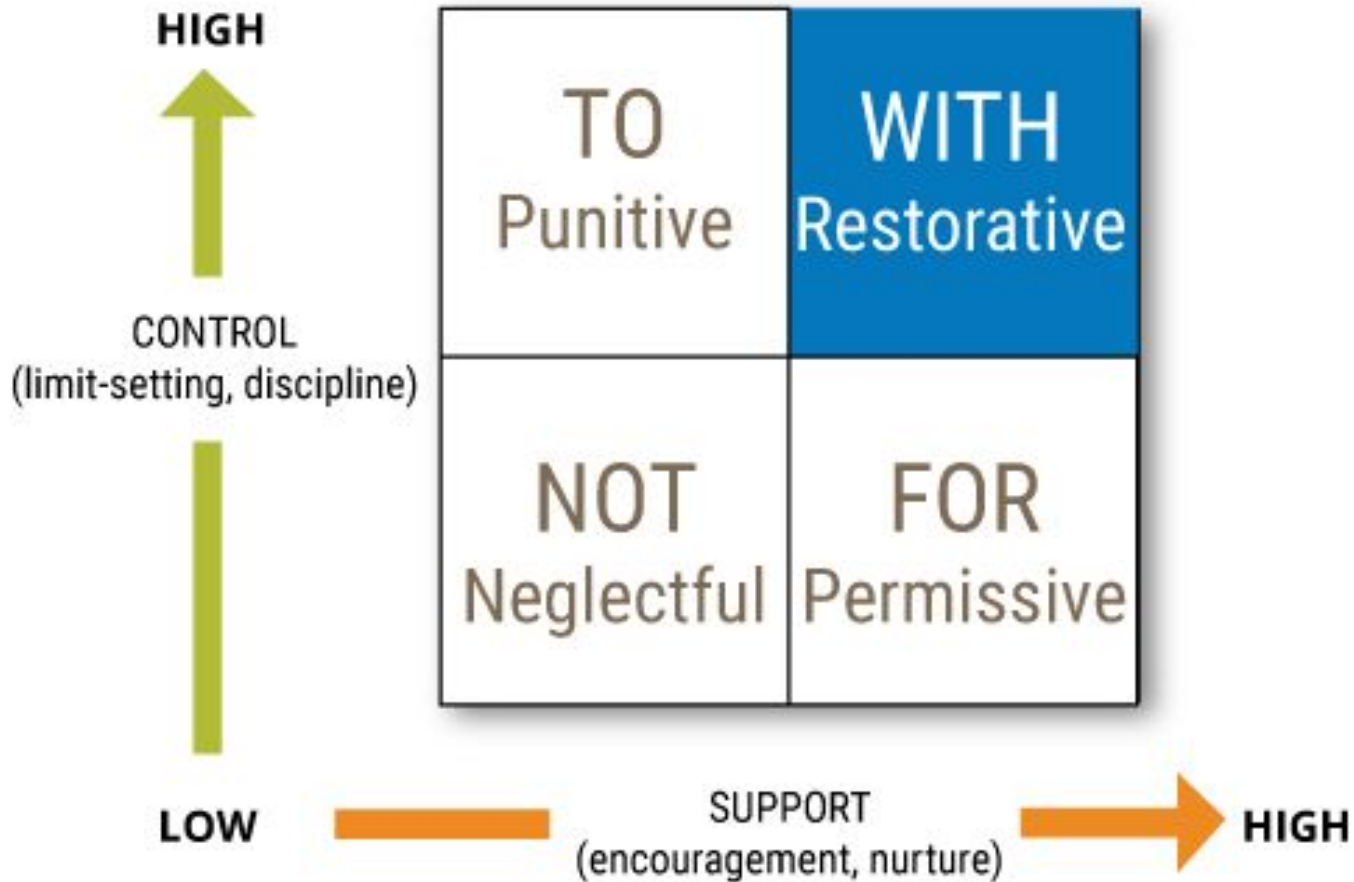 HIGH
CONTROL
(limit-setting, discipline)
LOW
TO
Punitive
WITH
Restorative
NOT
Neglectful
FOR
Permissive
SUPPORT
(encouragement, nurture)
HIGH